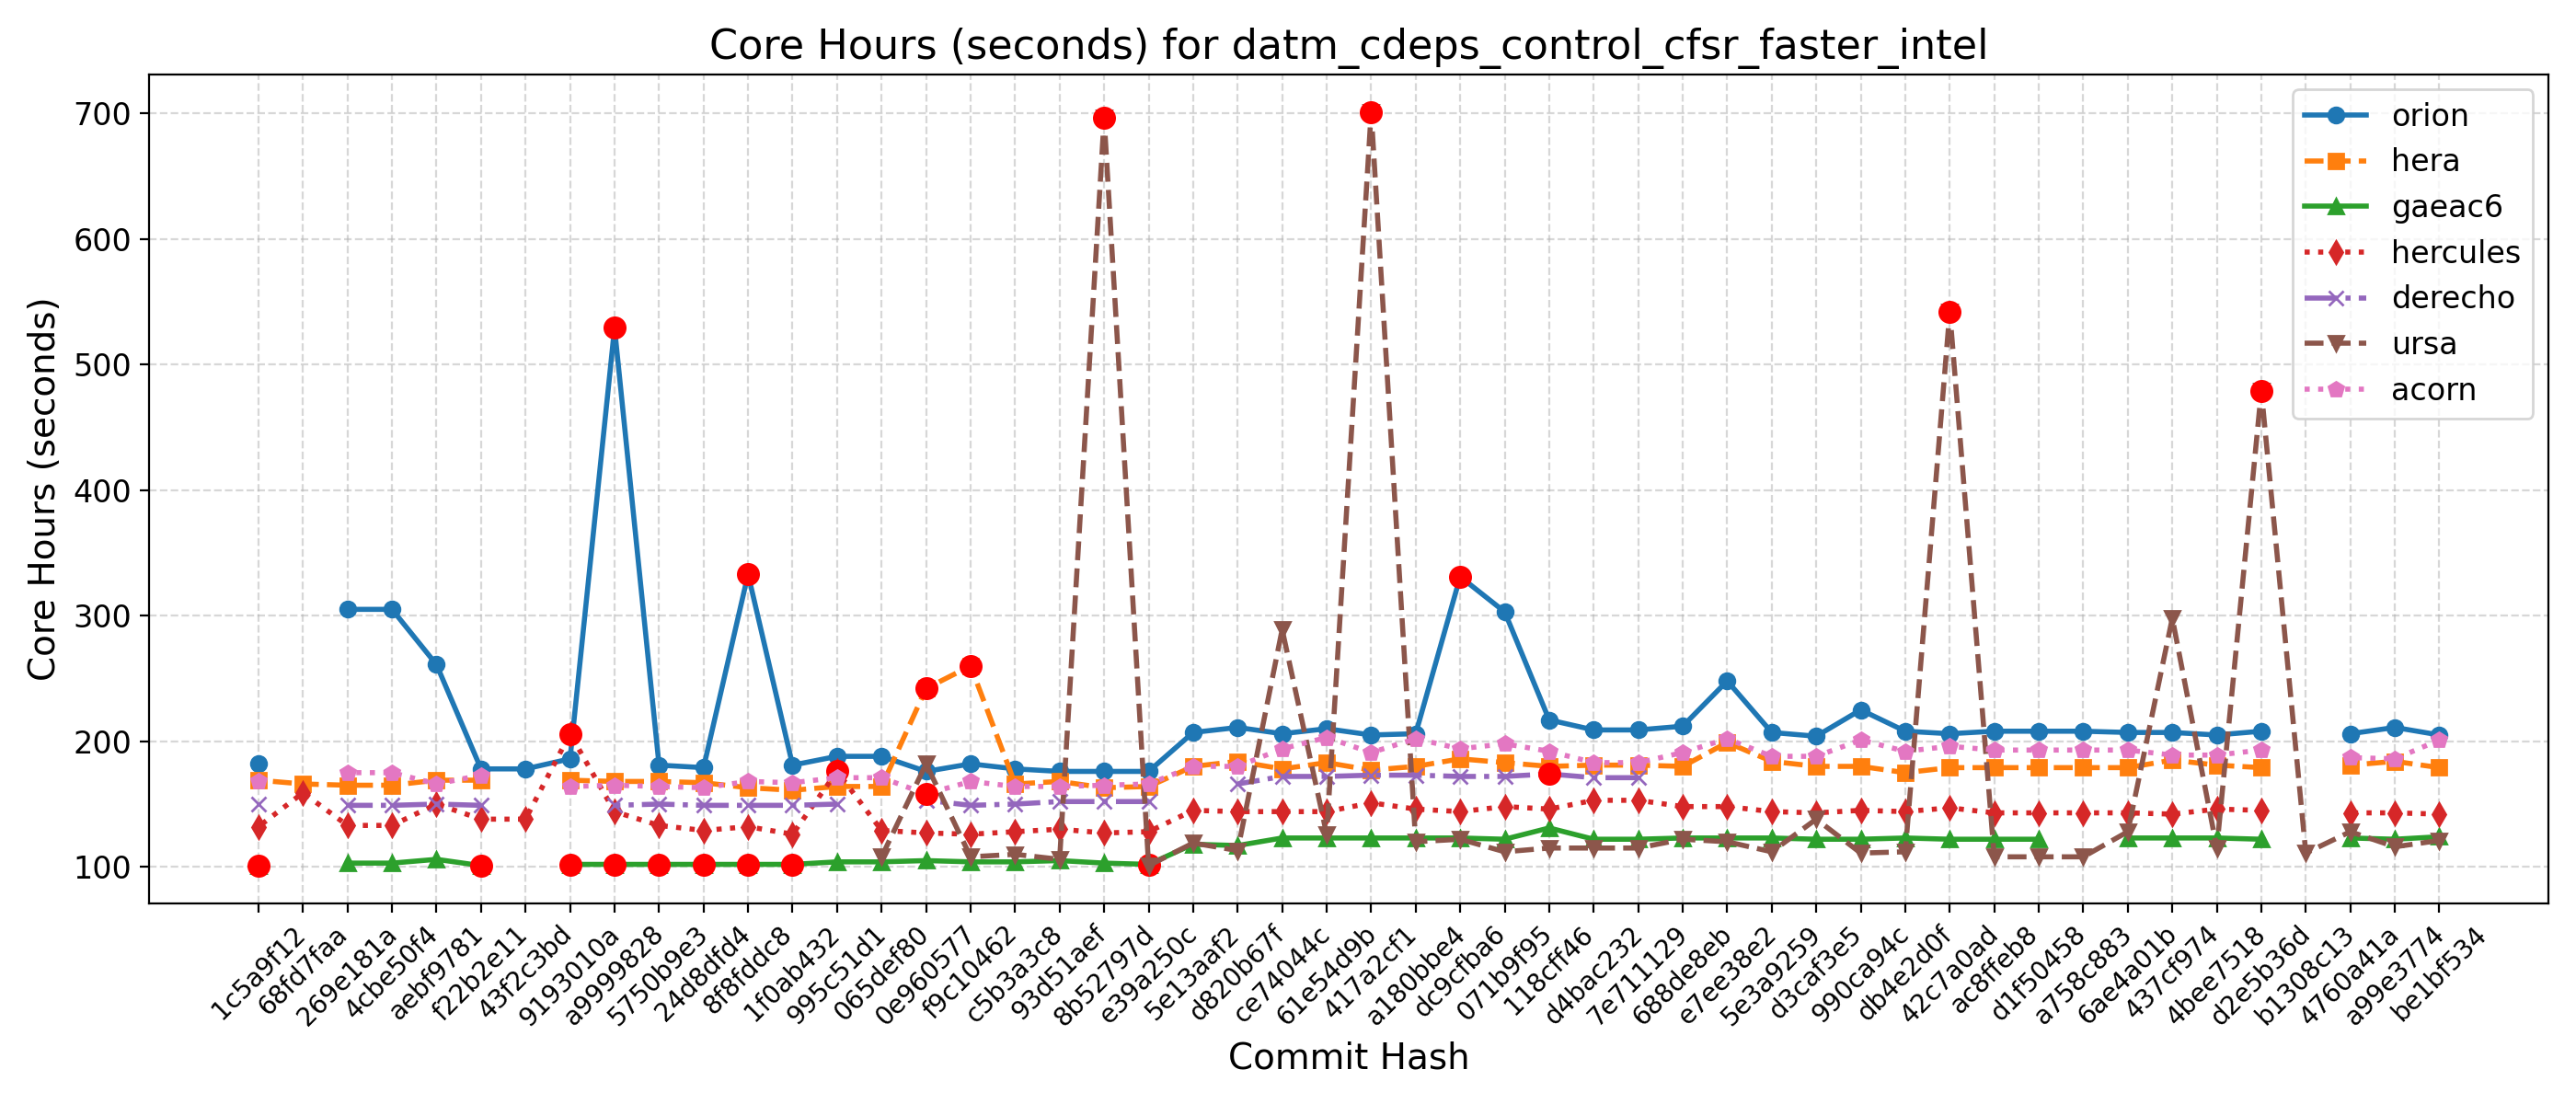 Core Hours (seconds) for datm_cdeps_control_cfsr_faster_intel
Core Hours (seconds)
700
600
500
400
300
200
100
orion
hera
gaeac6
hercules
derecho
ursa
acorn
1c5a9f12
68fd7faa
269e181a
4cbe50f4
aebf9781
f22b2e11
43f2c3bd
9193010a
a9999828
5750b9e3
24d8dfd4
8f8fddc8
1f0ab432
995c51d1
065def80
0e960577
f9c10462
c5b3a3c8
93d51aef
8b52797d
e39a250c
5e13aaf2
d820b67f
ce74044c
61e54d9b
417a2cf1
a180bbe4
dc9cfba6
071b9f95
118cff46
d4bac232
7e711129
688de8eb
e7ee38e2
5e3a9259
d3caf3e5
990ca94c
db4e2d0f
42c7a0ad
ac8ffeb8
d1f50458
a758c883
6ae4a01b
437cf974
4bee7518
d2e5b36d
b1308c13
4760a41a
a99e3774
be1bf534
Commit Hash